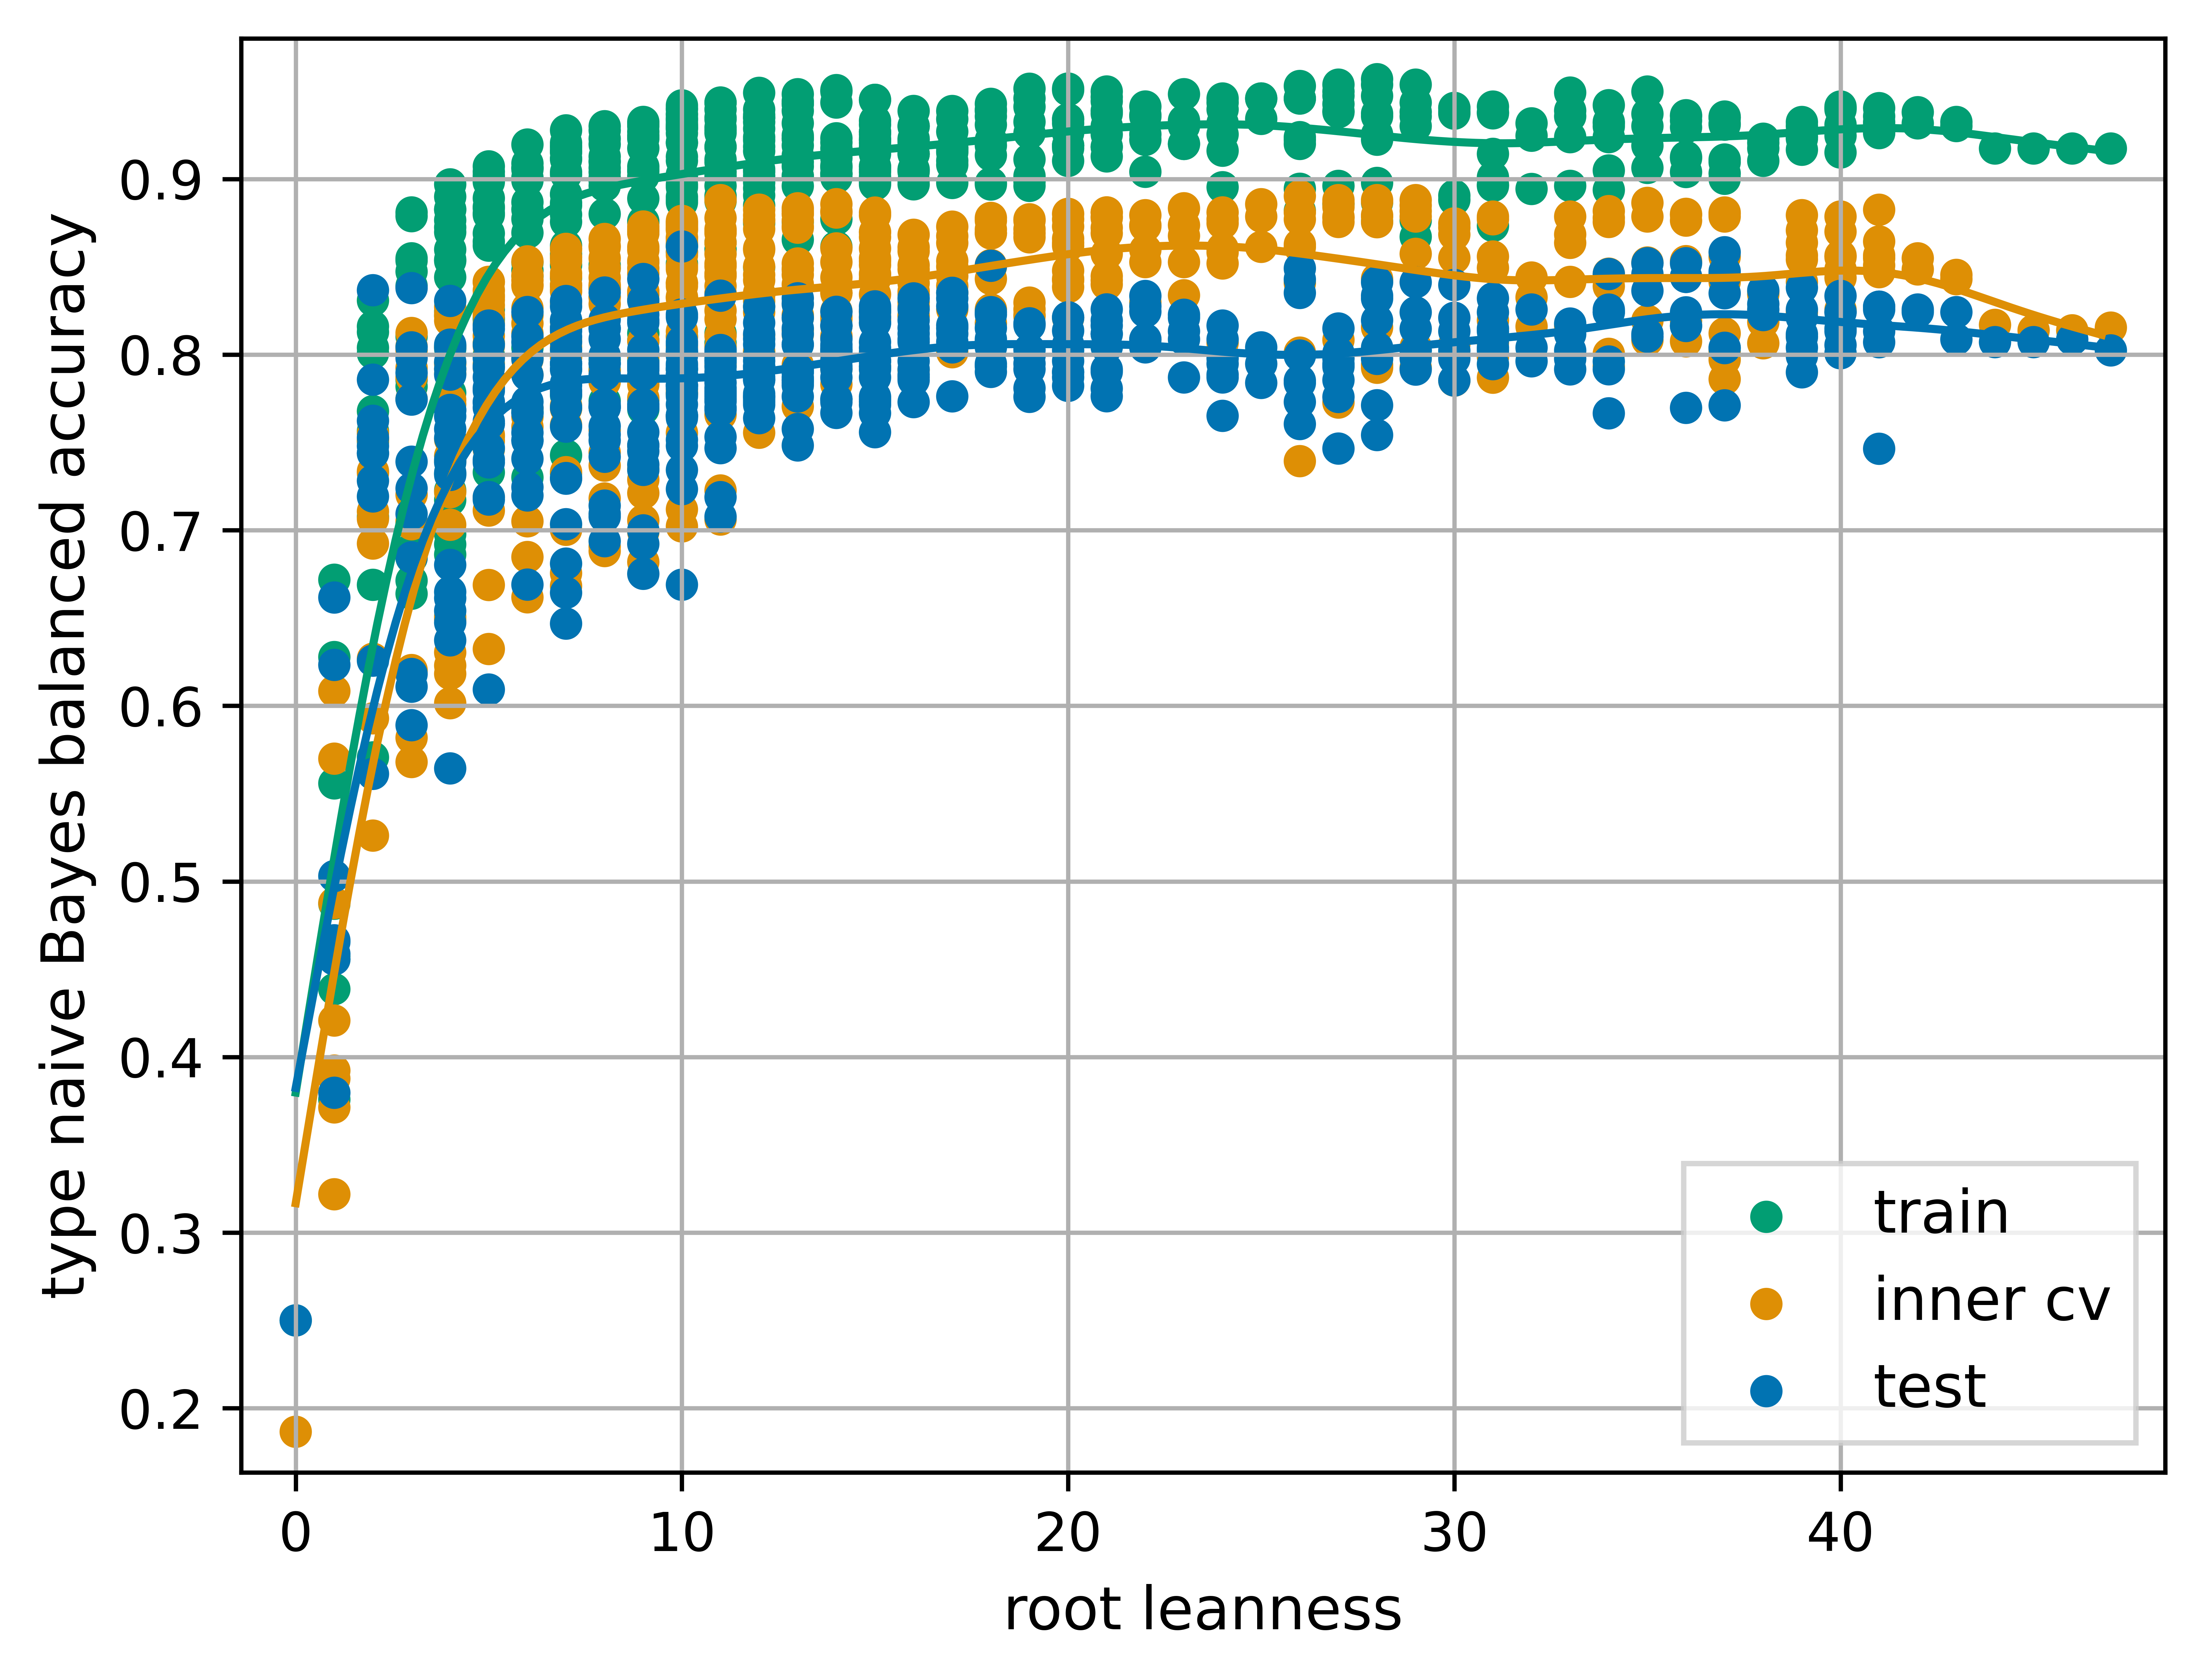 type naive Bayes balanced accuracy
0.9
0.8
0.7
0.6
0.5
0.4
0.3
0.2
0 10 20 30 40
root leanness
train
inner cv
test